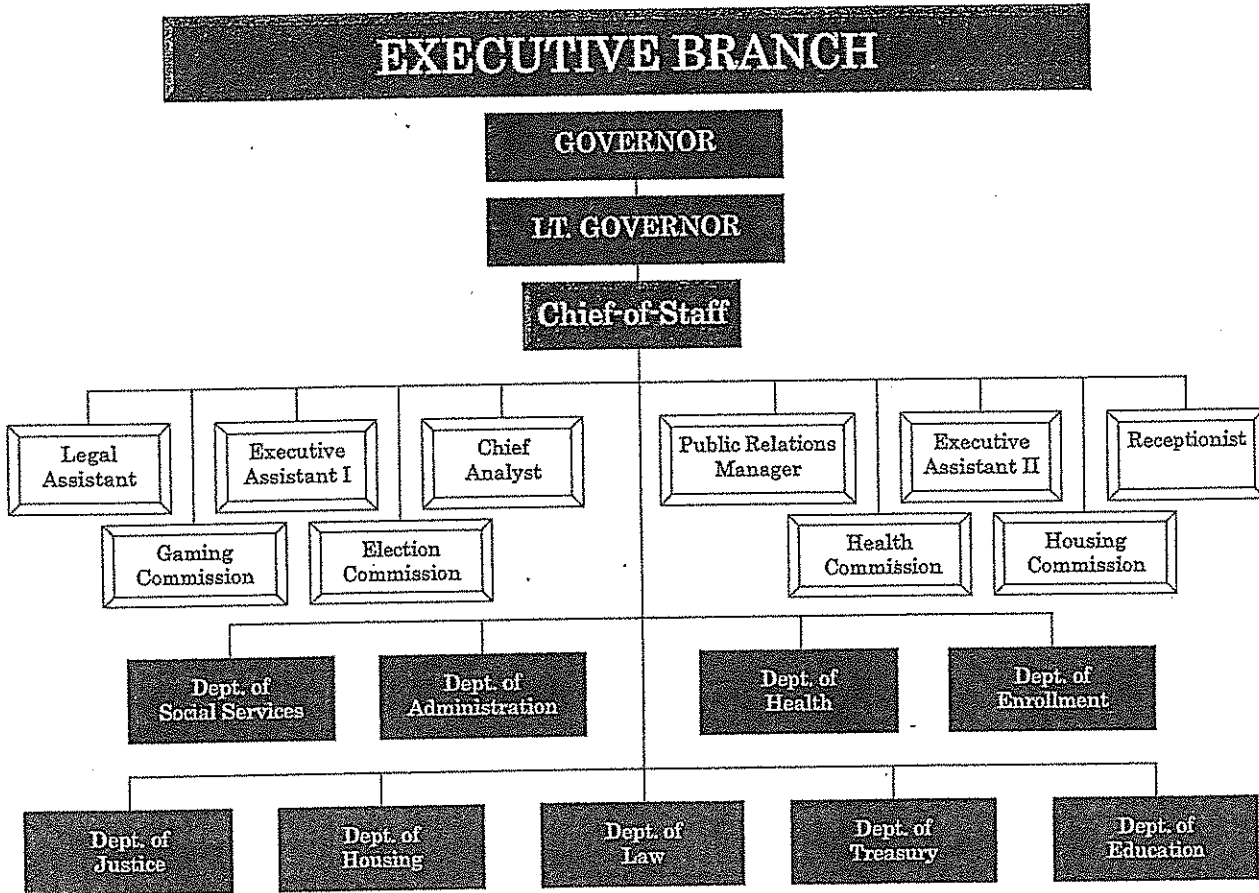 EXECUTIVE BRANCH
GOVERNOR
LT. GOVERNOR
Chief-of-Staff
Legal
Assistant
Executive
Assistant I
Chief
Analyst
Public Relations
Manager
Executive
Assistant II
Receptionist
Gaming
Commission
Election
Commission
Health
Commission
Housing
Commission
Dept. of
Social Services
Dept. of
Administration
Dept. of
Health
Dept. of
Enrollment
Dept. of
Justice
Dept. of
Housing
Dept. of
Law
Dept. of
Treasury
Dept. of
Education